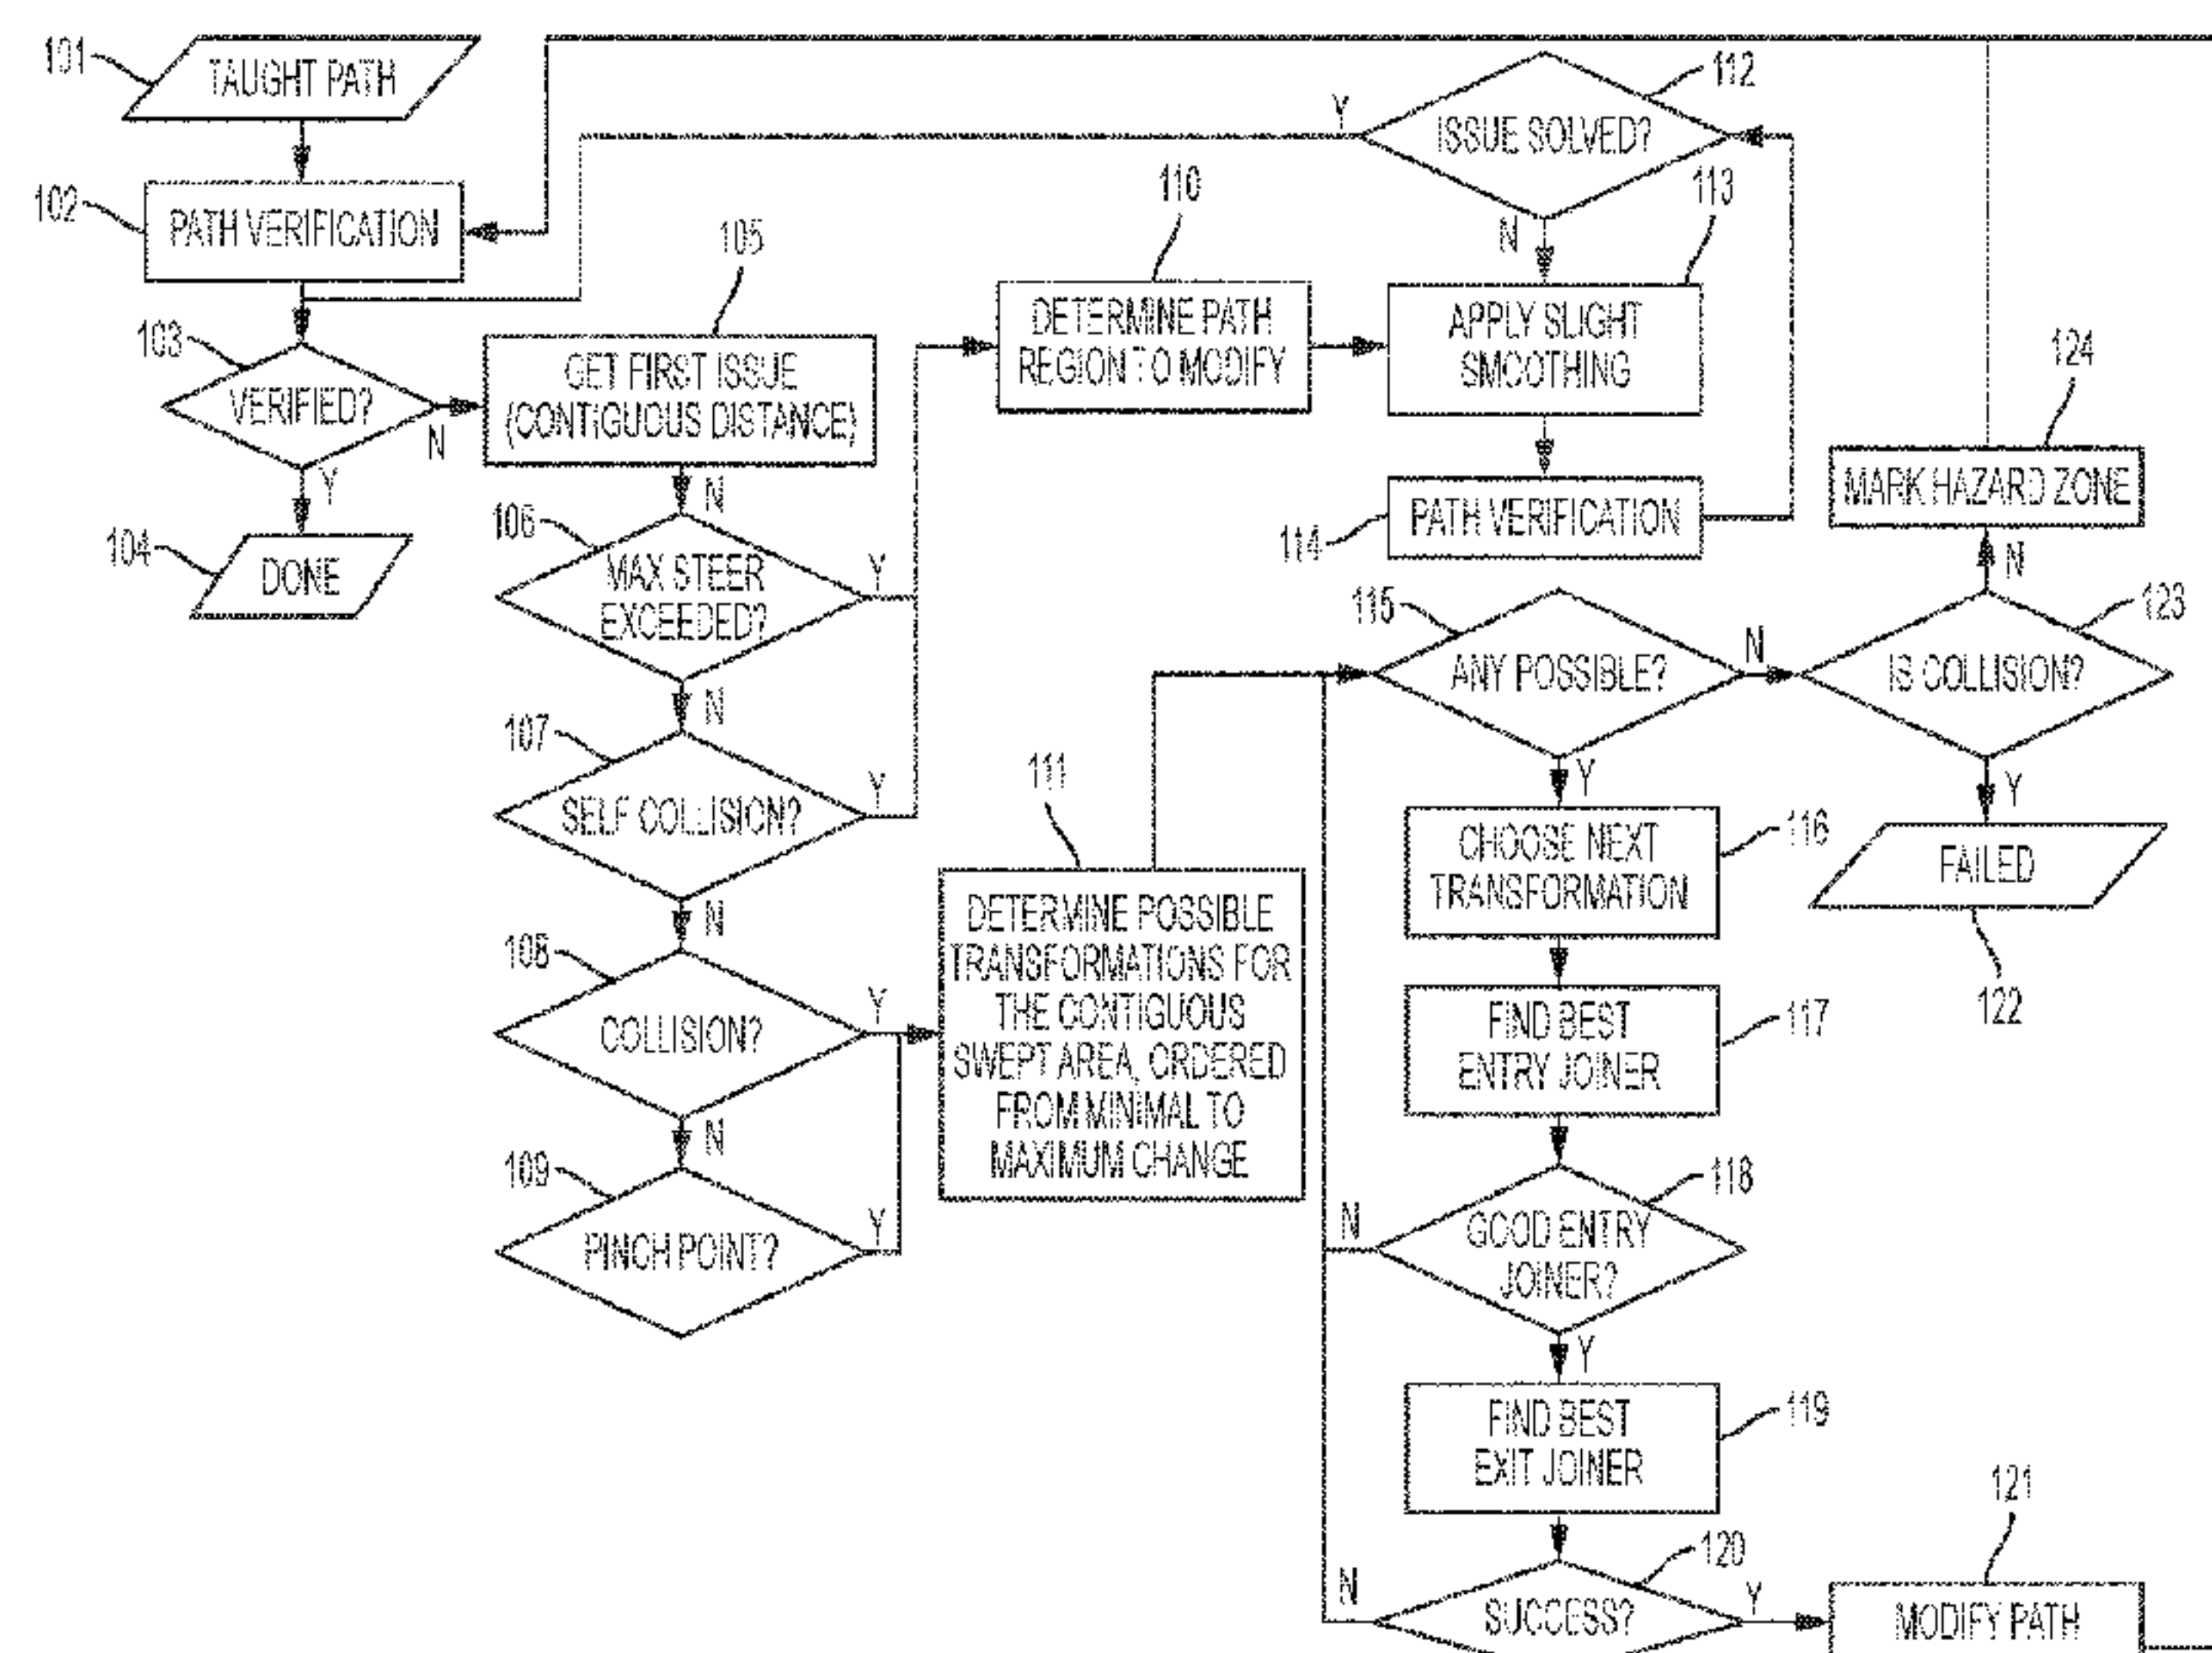 101
TAUGHT PATH
102
PATH VERIFICATION
103
VERIFIED?
N
Y
104
DONE
105
GET FIRST ISSUE
(CONTIGUOUS DISTANCE)
N
106
MAX STEER
EXCEEDED?
Y
N
107
SELF COLLISION?
Y
N
108
COLLISION?
Y
N
109
PINCH POINT?
Y
110
DETERMINE PATH
REGION TO MODIFY
111
DETERMINE POSSIBLE
TRANSFORMATIONS FOR
THE CONTIGUOUS
SWEPT AREA, ORDERED
FROM MINIMAL TO
MAXIMUM CHANGE
112
ISSUE SOLVED?
Y
N
113
APPLY SLIGHT
SMOOTHING
114
PATH VERIFICATION
115
ANY POSSIBLE?
N
Y
116
CHOOSE NEXT
TRANSFORMATION
117
FIND BEST
ENTRY JOINER
118
GOOD ENTRY
JOINER?
N
Y
119
FIND BEST
EXIT JOINER
120
SUCCESS?
N
Y
121
MODIFY PATH
124
MARK HAZARD ZONE
N
123
IS COLLISION?
Y
FAILED
122